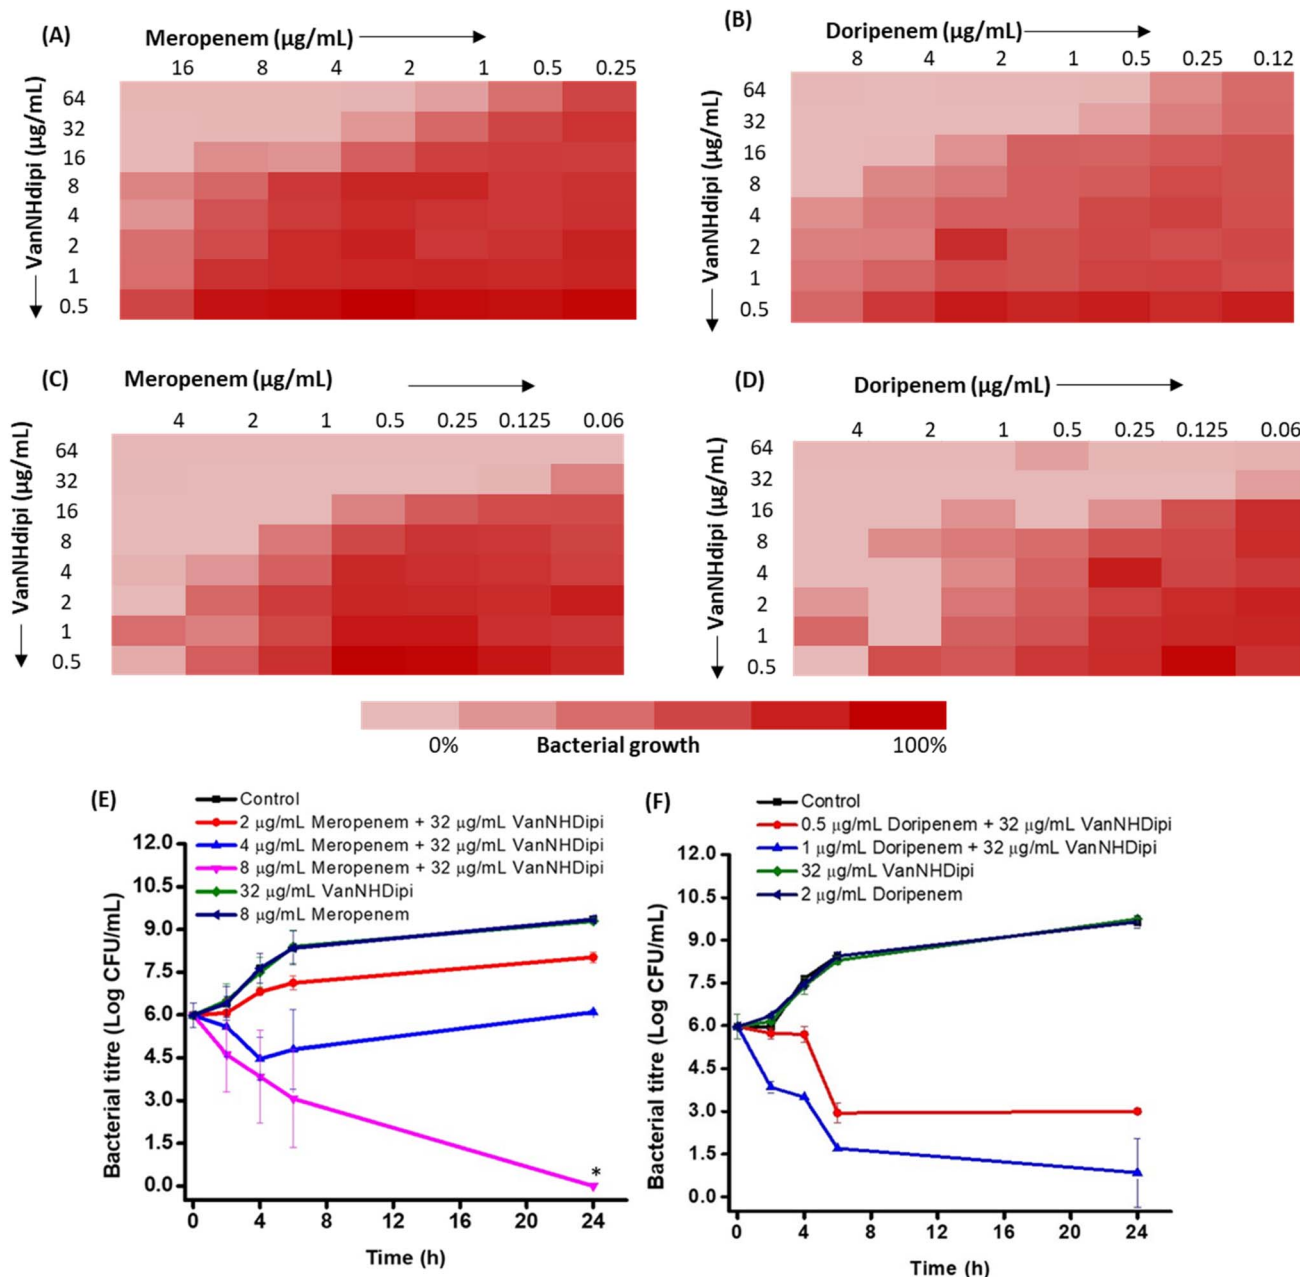 (A)
Meropenem (µg/mL)
16 8 4 2 1 0.5 0.25
VanNHdipi (µg/mL)
64
32
16
8
4
2
1
0.5
(B)
Doripenem (µg/mL)
8 4 2 1 0.5 0.25 0.12
VanNHdipi (µg/mL)
64
32
16
8
4
2
1
0.5
(C)
Meropenem (µg/mL)
4 2 1 0.5 0.25 0.125 0.06
VanNHdipi (µg/mL)
64
32
16
8
4
2
1
0.5
(D)
Doripenem (µg/mL)
4 2 1 0.5 0.25 0.125 0.06
VanNHdipi (µg/mL)
64
32
16
8
4
2
1
0.5
0% Bacterial growth 100%
(E)
Control
2 µg/mL Meropenem + 32 µg/mL VanNHDipi
4 µg/mL Meropenem + 32 µg/mL VanNHDipi
8 µg/mL Meropenem + 32 µg/mL VanNHDipi
32 µg/mL VanNHDipi
8 µg/mL Meropenem
Bacterial titre (Log CFU/mL)
12.0
10.5
9.0
7.5
6.0
4.5
3.0
1.5
0.0
*
0 4 8 12 16 20 24
Time (h)
(F)
Control
0.5 µg/mL Doripenem + 32 µg/mL VanNHDipi
1 µg/mL Doripenem + 32 µg/mL VanNHDipi
32 µg/mL VanNHDipi
2 µg/mL Doripenem
Bacterial titre (Log CFU/mL)
12.0
10.5
9.0
7.5
6.0
4.5
3.0
1.5
0.0
0 4 8 12 16 20 24
Time (h)